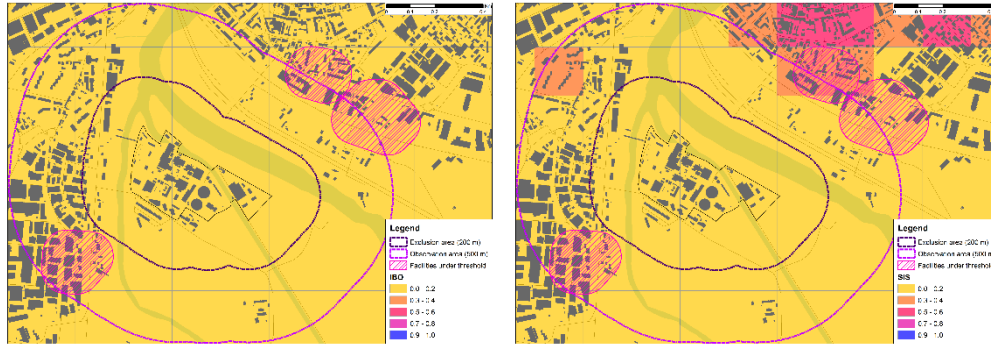 Legend
Exclusion area (200 m)
Observation area (500 m)
Facilities under threshold
IBO
0.0 - 0.2
0.3 - 0.4
0.5 - 0.6
0.7 - 0.8
0.9 - 1.0
Legend
Exclusion area (200 m)
Observation area (500 m)
Facilities under threshold
SIS
0.0 - 0.2
0.3 - 0.4
0.5 - 0.6
0.7 - 0.8
0.9 - 1.0